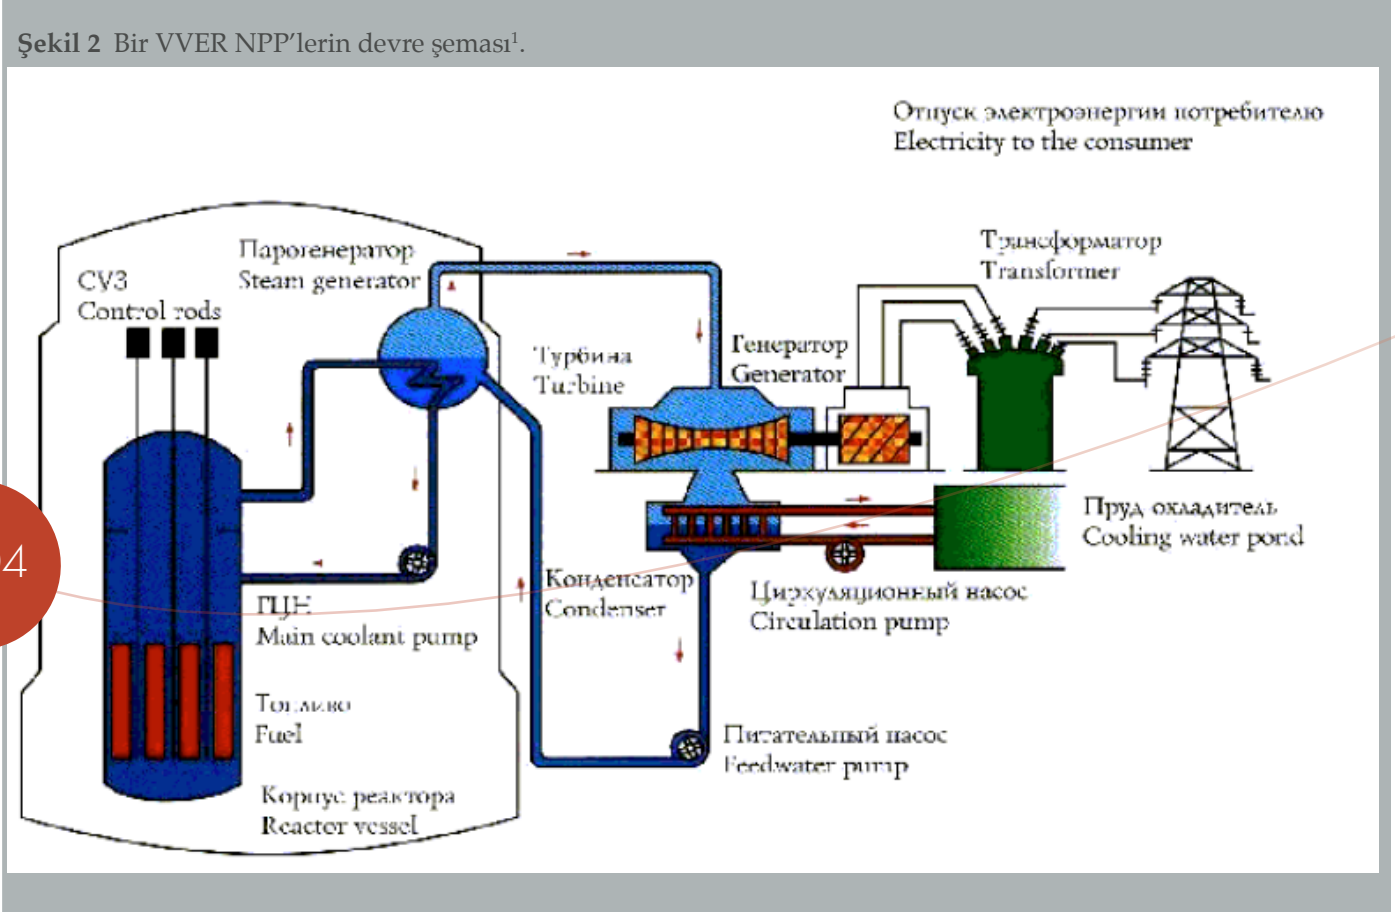 Şekil 2 Bir VVER NPP'lerin devre şeması¹.
Отпуск электроэнергии потребителю
Electricity to the consumer
Парогенератор
Steam generator
СУЗ
Control rods
Трансформатор
Transformer
Турбина
Turbine
Генератор
Generator
Пруд охладитель
Cooling water pond
Конденсатор
Condenser
Циркуляционный насос
Circulation pump
ГЦН
Main coolant pump
Топливо
Fuel
Питательный насос
Feedwater pump
Корпус реактора
Reactor vessel